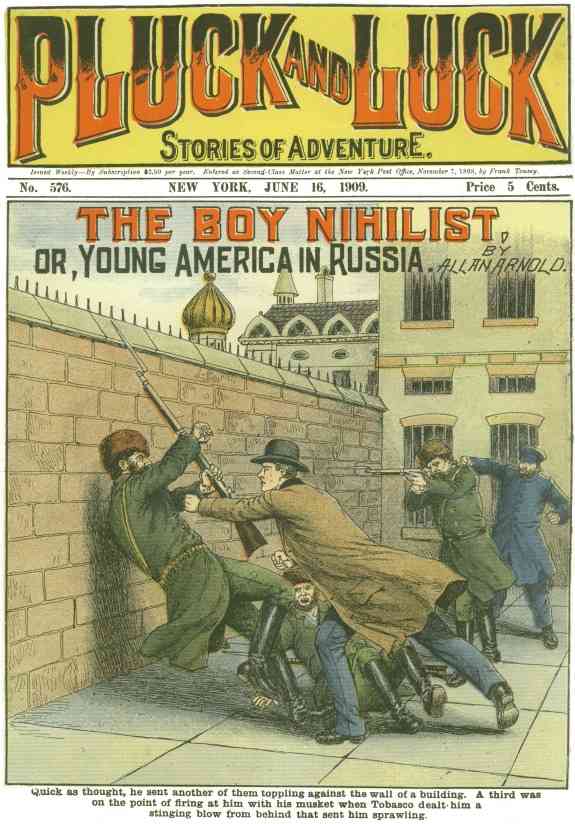 PLUCK AND LUCK
STORIES OF ADVENTURE.
Issued Weekly—By Subscription $2.50 per year. Entered as Second-Class Matter at the New York Post Office, November 7, 1898, by Frank Tousey.
No. 576. NEW YORK, JUNE 16, 1909. Price 5 Cents.
THE BOY NIHILIST,
OR, YOUNG AMERICA IN RUSSIA. BY
ALLAN ARNOLD.
Quick as thought, he sent another of them toppling against the wall of a building. A third was
on the point of firing at him with his musket when Tobasco dealt him a
stinging blow from behind that sent him sprawling.